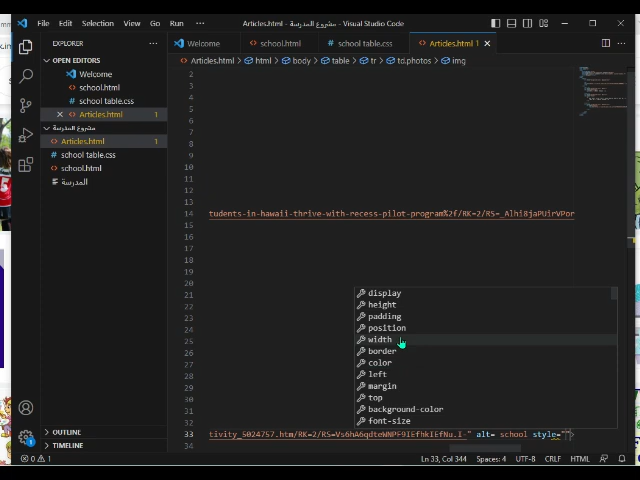 File Edit Selection View Go Run ... Articles.html - مشروع المدرسة - Visual Studio Code
EXPLORER ...
OPEN EDITORS
Welcome
school.html
school table.css
Articles.html 1
مشروع المدرسة
Articles.html 1
school table.css
school.html
المدرسة
OUTLINE
TIMELINE
Welcome school.html school table.css Articles.html 1
Articles.html > html > body > table > tr > td.photos > img
2
3
4
5
6
7
8
9
10
11
12
13
14 tudents-in-hawaii-thrive-with-recess-pilot-program%2f/RK=2/RS=_Alhi8jaPUirVPor
15
16
17
18
19
20
21
22
23
24
25
26
27
28
29
30
31
32
display
height
padding
position
width
border
color
left
margin
top
background-color
font-size
33 tivity_5024757.htm/RK=2/RS=Vs6hA6qdteWNPF9IEfhkIEfNu.I-" alt= school style="">
34
0 1 Ln 33, Col 344 Spaces: 4 UTF-8 CRLF HTML